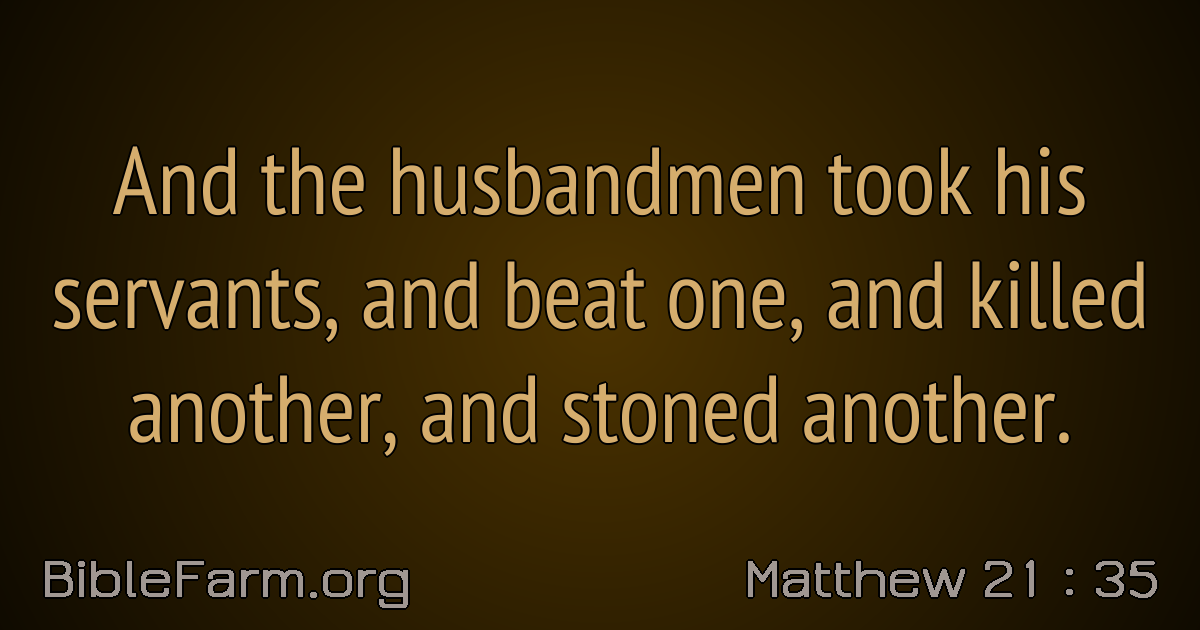 And the husbandmen took his
servants, and beat one, and killed
another, and stoned another.
BibleFarm.org
Matthew 21 : 35